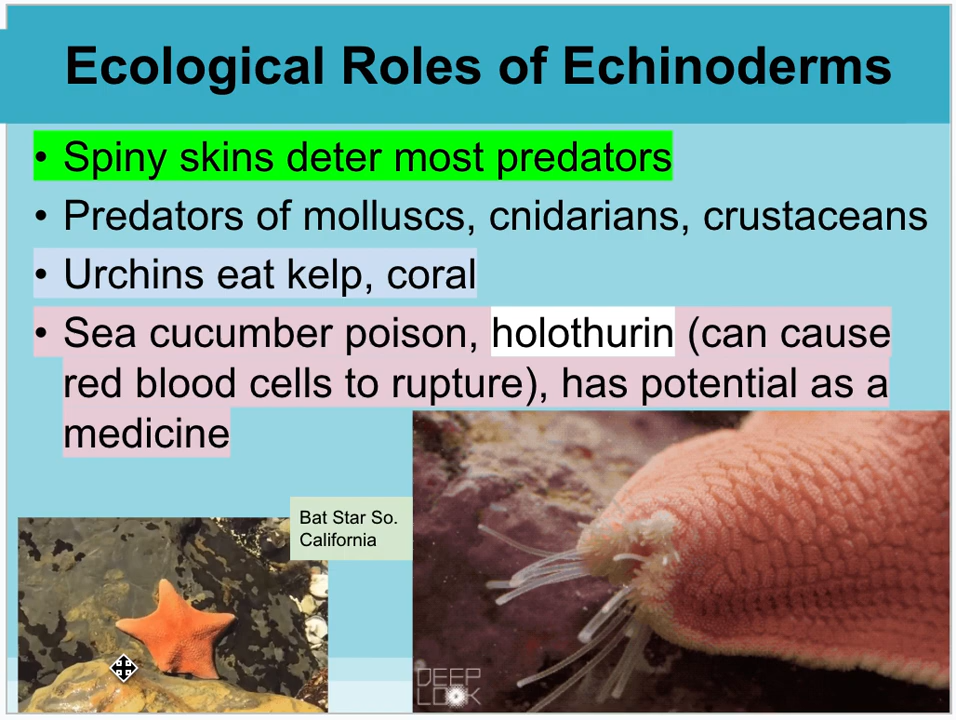 Ecological Roles of Echinoderms
• Spiny skins deter most predators
• Predators of molluscs, cnidarians, crustaceans
• Urchins eat kelp, coral
• Sea cucumber poison, holothurin (can cause
red blood cells to rupture), has potential as a
medicine
Bat Star So.
California
DEEP
LOOK